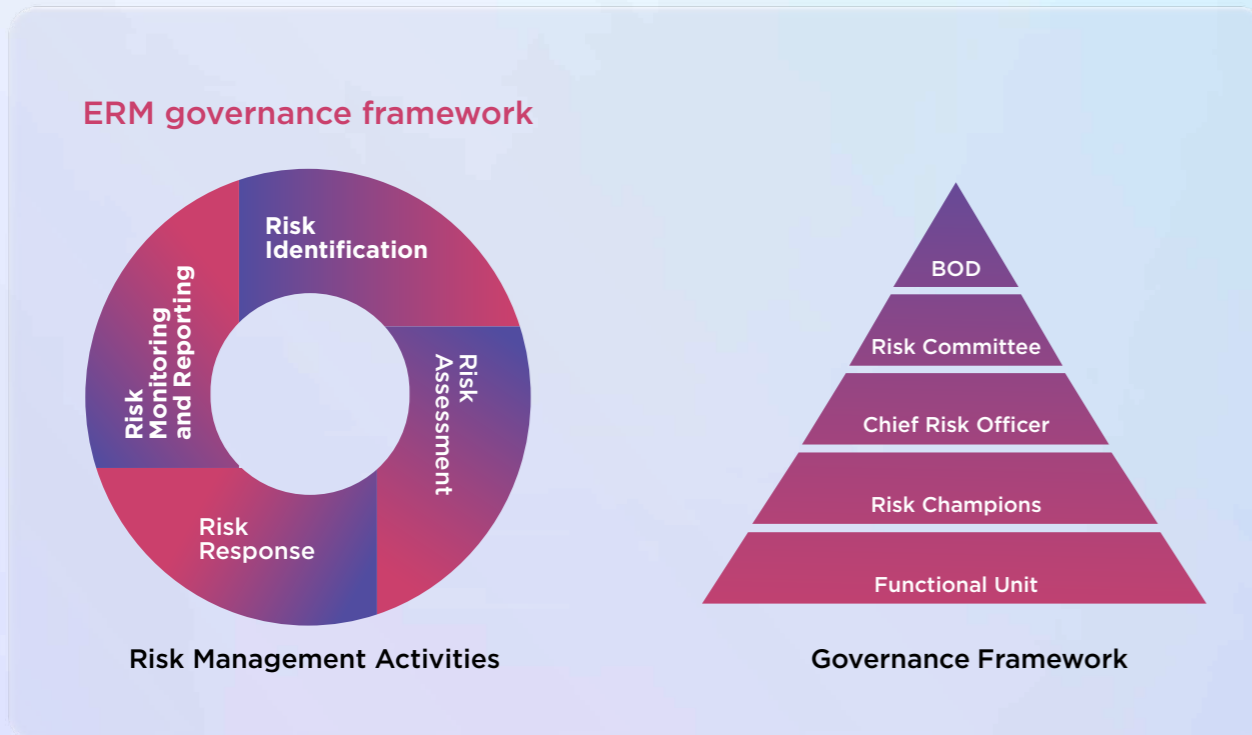 ERM governance framework
Risk
Identification
Risk
Assessment
Risk
Response
Risk
Monitoring
and Reporting
Risk Management Activities
BOD
Risk Committee
Chief Risk Officer
Risk Champions
Functional Unit
Governance Framework